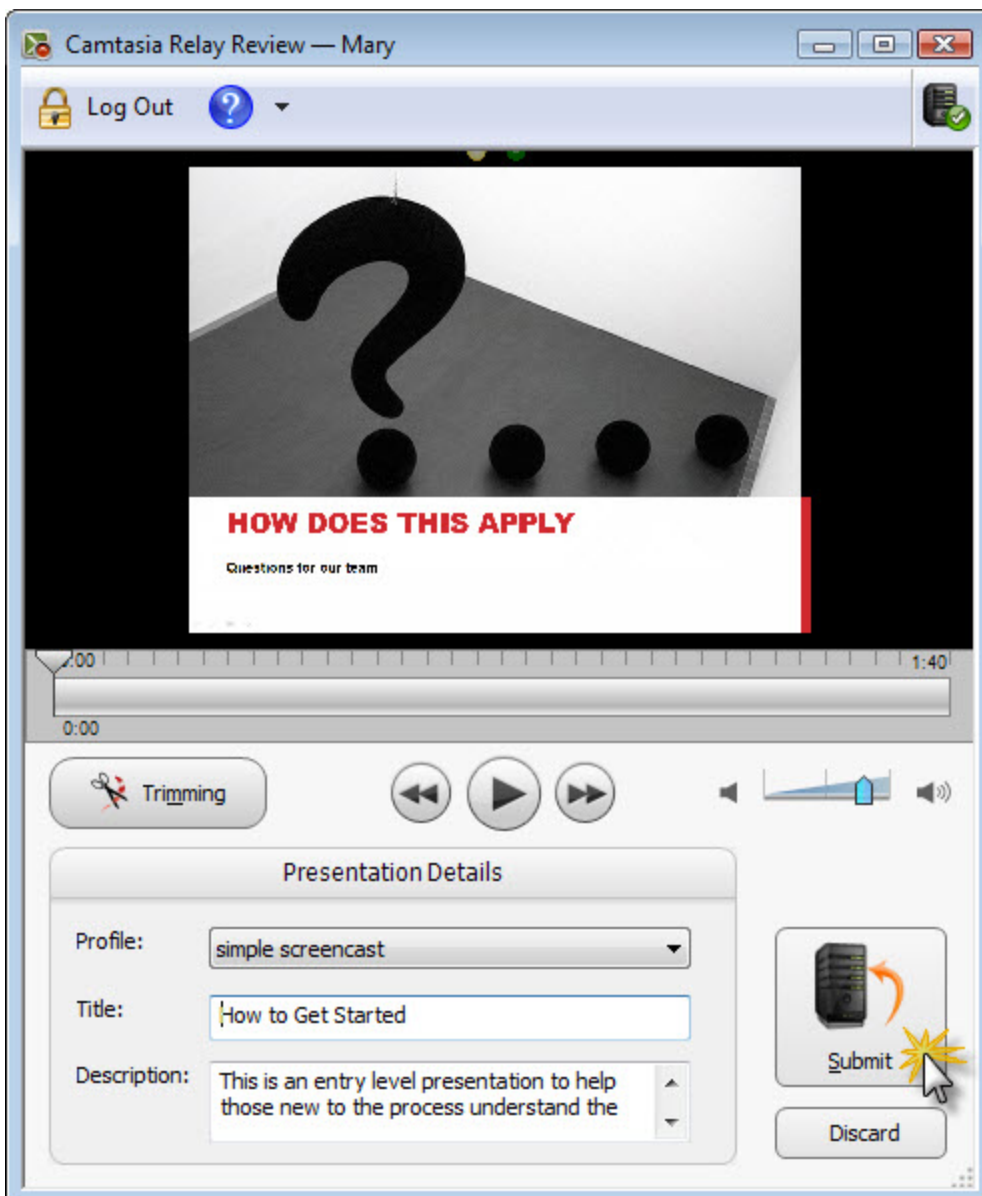 Camtasia Relay Review — Mary
Log Out
?
HOW DOES THIS APPLY
Questions for our team
:00
1:40
0:00
Trimming
Presentation Details
Profile:
simple screencast
Title:
How to Get Started
Description:
This is an entry level presentation to help
those new to the process understand the
Submit
Discard